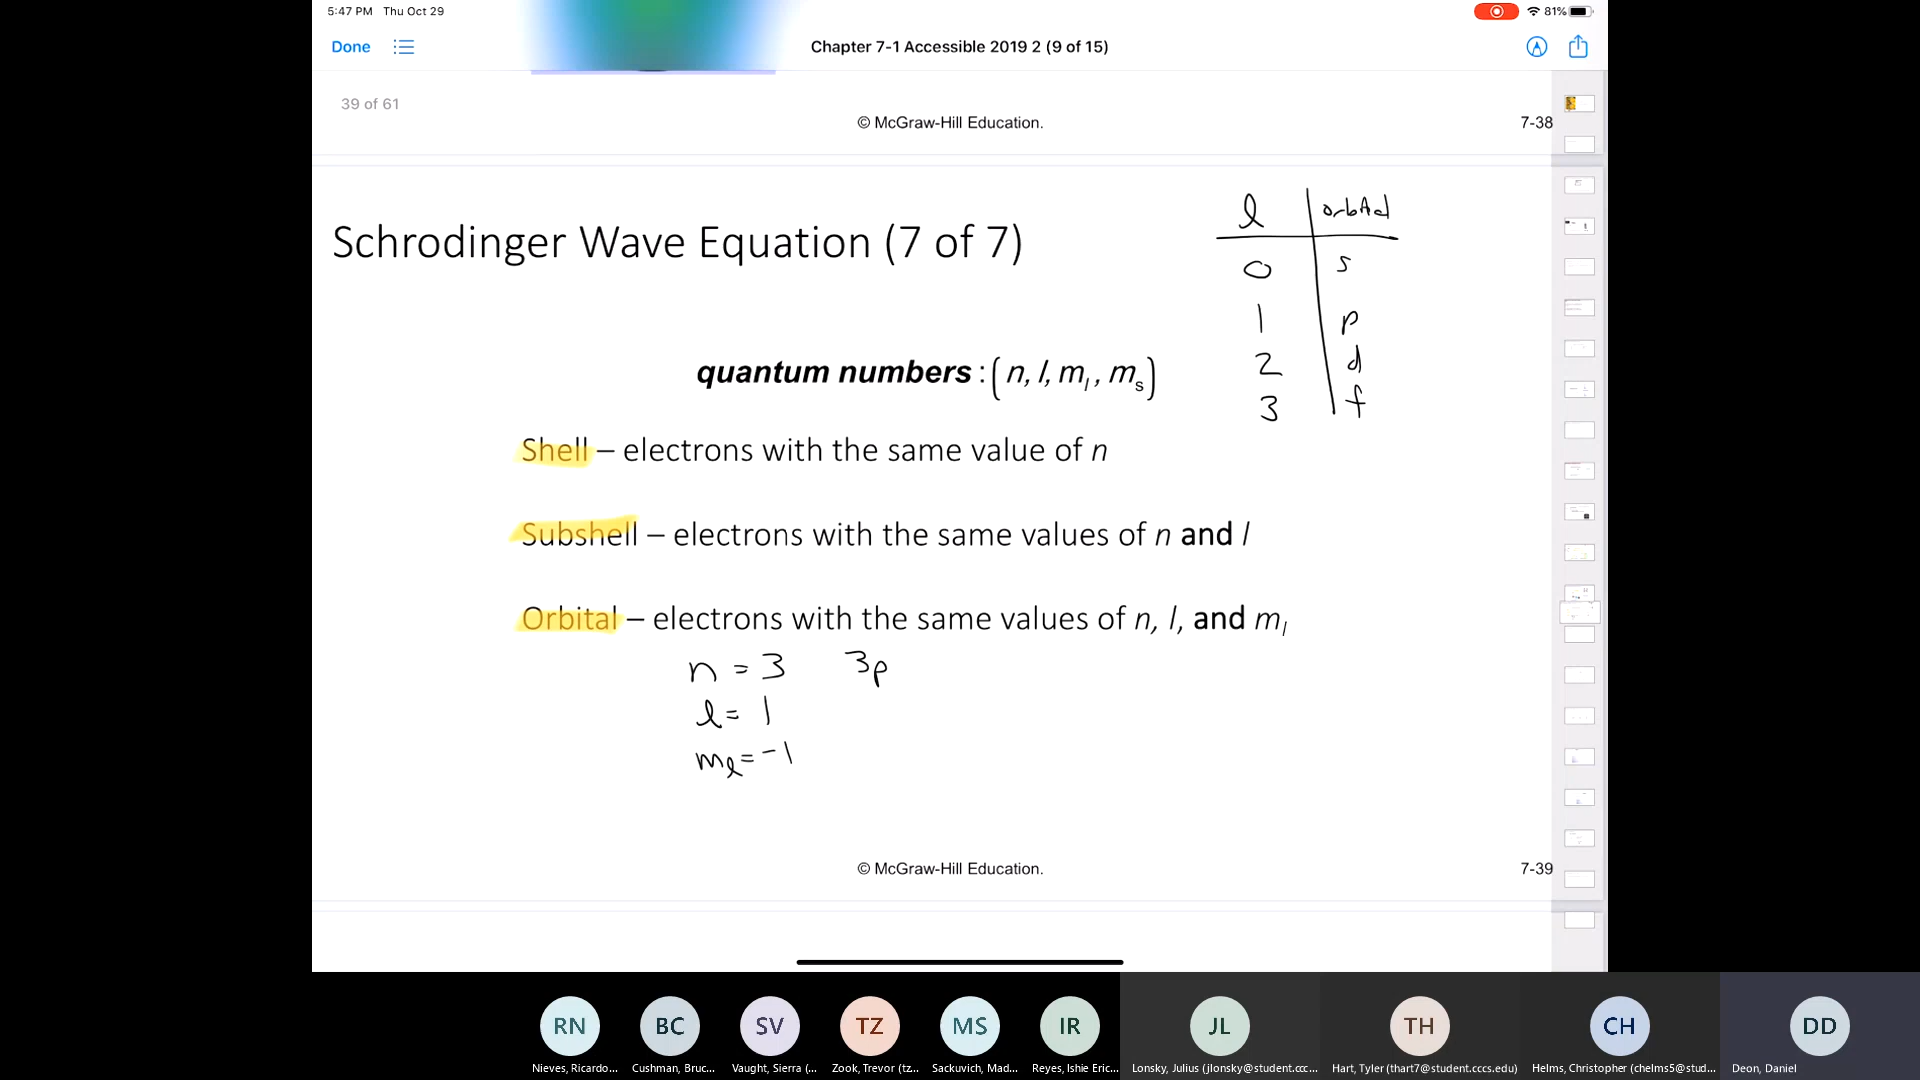 5:47 PM Thu Oct 29
81%
Done
Chapter 7-1 Accessible 2019 2 (9 of 15)
39 of 61
© McGraw-Hill Education.
7-38
Schrodinger Wave Equation (7 of 7)
l orbital
0 s
1 p
2 d
3 f
quantum numbers : (n, l, mₗ, mₛ)
Shell – electrons with the same value of n
Subshell – electrons with the same values of n and l
Orbital – electrons with the same values of n, l, and mₗ
n = 3 3p
l = 1
mₗ = -1
© McGraw-Hill Education.
7-39
RN BC SV TZ MS IR JL TH CH DD
Nieves, Ricardo... Cushman, Bruc... Vaught, Sierra (... Zook, Trevor (tz... Sackuvich, Mad... Reyes, Ishie Eric... Lonsky, Julius (jlonsky@student.ccc... Hart, Tyler (thart7@student.cccs.edu) Helms, Christopher (chelms5@stud... Deon, Daniel